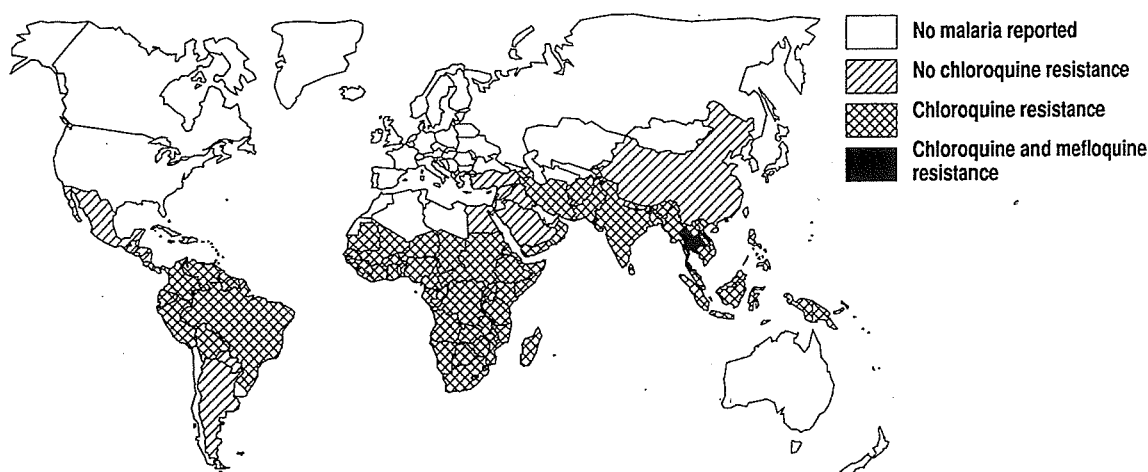 No malaria reported
No chloroquine resistance
Chloroquine resistance
Chloroquine and mefloquine
resistance